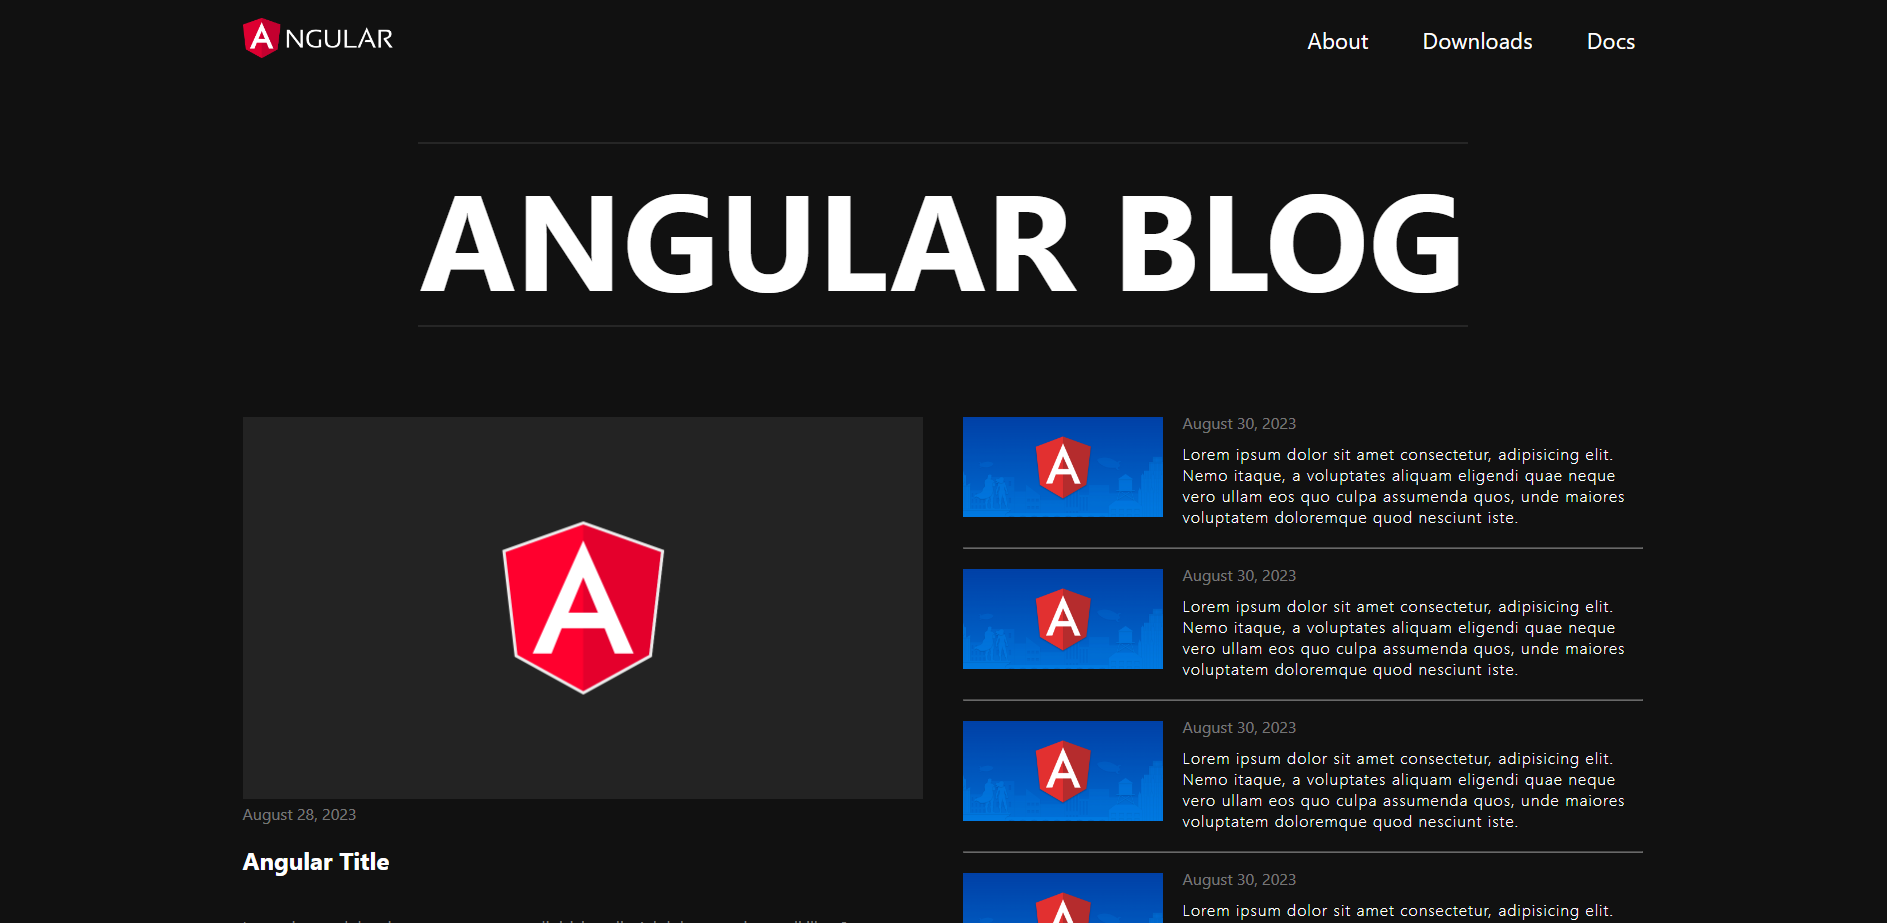 ANGULAR
About Downloads Docs
ANGULAR BLOG
August 28, 2023
Angular Title
August 30, 2023
Lorem ipsum dolor sit amet consectetur, adipisicing elit.
Nemo itaque, a voluptates aliquam eligendi quae neque
vero ullam eos quo culpa assumenda quos, unde maiores
voluptatem doloremque quod nesciunt iste.
August 30, 2023
Lorem ipsum dolor sit amet consectetur, adipisicing elit.
Nemo itaque, a voluptates aliquam eligendi quae neque
vero ullam eos quo culpa assumenda quos, unde maiores
voluptatem doloremque quod nesciunt iste.
August 30, 2023
Lorem ipsum dolor sit amet consectetur, adipisicing elit.
Nemo itaque, a voluptates aliquam eligendi quae neque
vero ullam eos quo culpa assumenda quos, unde maiores
voluptatem doloremque quod nesciunt iste.
August 30, 2023
Lorem ipsum dolor sit amet consectetur, adipisicing elit.